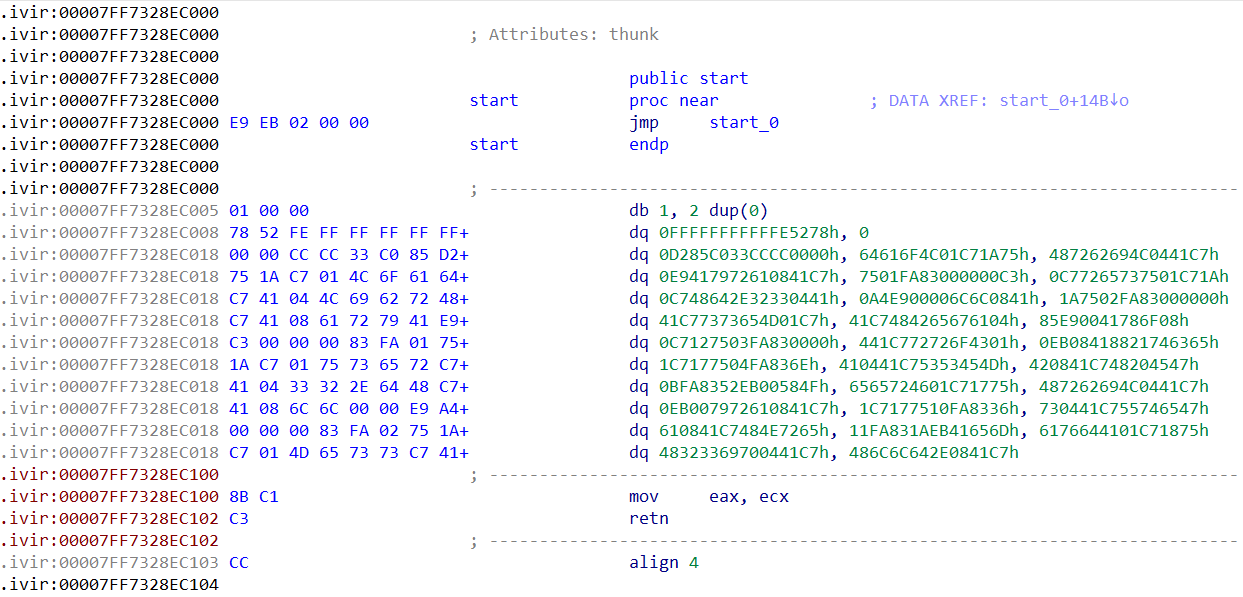 .ivir:00007FF7328EC000
.ivir:00007FF7328EC000 ; Attributes: thunk
.ivir:00007FF7328EC000
.ivir:00007FF7328EC000 public start
.ivir:00007FF7328EC000 start proc near ; DATA XREF: start_0+14B↓o
.ivir:00007FF7328EC000 E9 EB 02 00 00 jmp start_0
.ivir:00007FF7328EC000 start endp
.ivir:00007FF7328EC000
.ivir:00007FF7328EC000 ; ---------------------------------------------------------------------------
.ivir:00007FF7328EC005 01 00 00 db 1, 2 dup(0)
.ivir:00007FF7328EC008 78 52 FE FF FF FF FF FF+ dq 0FFFFFFFFFFFE5278h, 0
.ivir:00007FF7328EC018 00 00 CC CC 33 C0 85 D2+ dq 0D285C033CCCC0000h, 64616F4C01C71A75h, 487262694C0441C7h
.ivir:00007FF7328EC018 75 1A C7 01 4C 6F 61 64+ dq 0E9417972610841C7h, 7501FA83000000C3h, 0C77265737501C71Ah
.ivir:00007FF7328EC018 C7 41 04 4C 69 62 72 48+ dq 0C748642E32330441h, 0A4E900006C6C0841h, 1A7502FA83000000h
.ivir:00007FF7328EC018 C7 41 08 61 72 79 41 E9+ dq 41C77373654D01C7h, 41C7484265676104h, 85E90041786F08h
.ivir:00007FF7328EC018 C3 00 00 00 83 FA 01 75+ dq 0C7127503FA830000h, 441C772726F4301h, 0EB08418821746365h
.ivir:00007FF7328EC018 1A C7 01 75 73 65 72 C7+ dq 1C7177504FA836Eh, 410441C75353454Dh, 420841C748204547h
.ivir:00007FF7328EC018 41 04 33 32 2E 64 48 C7+ dq 0BFA8352EB00584Fh, 6565724601C71775h, 487262694C0441C7h
.ivir:00007FF7328EC018 41 08 6C 6C 00 00 E9 A4+ dq 0EB007972610841C7h, 1C7177510FA8336h, 730441C755746547h
.ivir:00007FF7328EC018 00 00 00 83 FA 02 75 1A+ dq 610841C7484E7265h, 11FA831AEB41656Dh, 6176644101C71875h
.ivir:00007FF7328EC018 C7 01 4D 65 73 73 C7 41+ dq 48323369700441C7h, 486C6C642E0841C7h
.ivir:00007FF7328EC100 ; ---------------------------------------------------------------------------
.ivir:00007FF7328EC100 8B C1 mov eax, ecx
.ivir:00007FF7328EC102 C3 retn
.ivir:00007FF7328EC102 ; ---------------------------------------------------------------------------
.ivir:00007FF7328EC103 CC align 4
.ivir:00007FF7328EC104